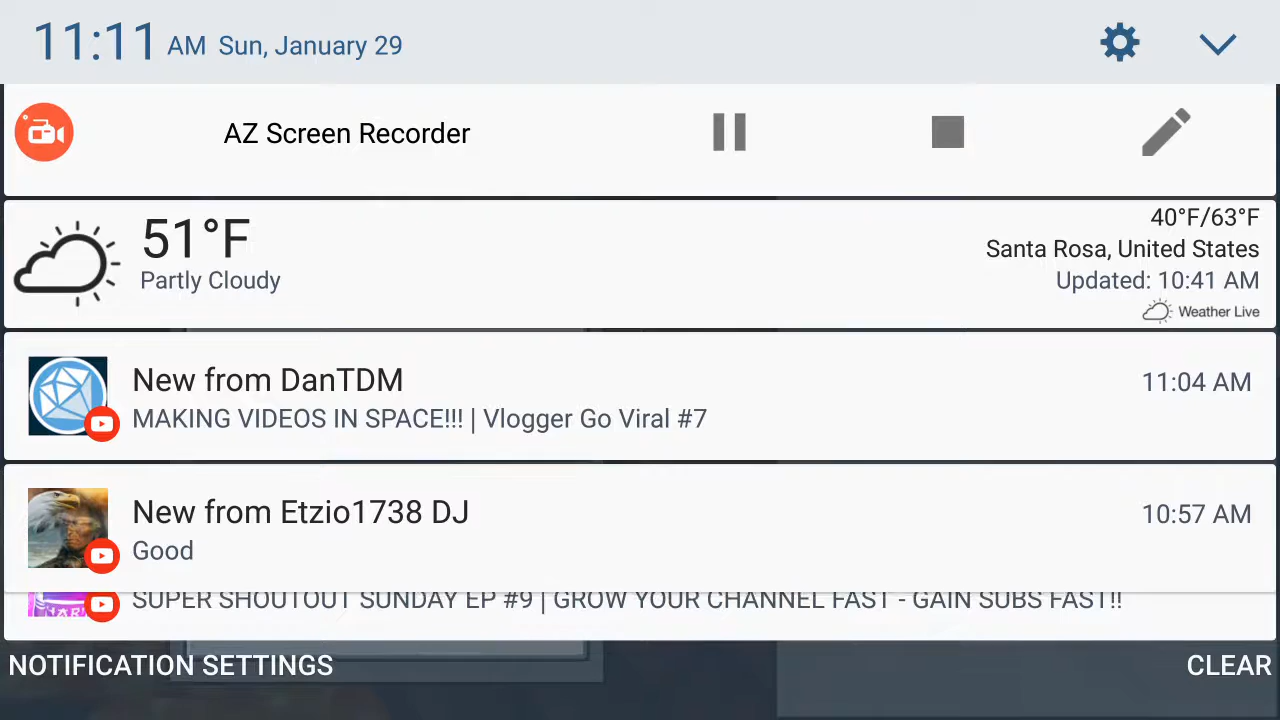 11:11 AM Sun, January 29
AZ Screen Recorder
51°F
Partly Cloudy
40°F/63°F
Santa Rosa, United States
Updated: 10:41 AM
Weather Live
New from DanTDM
11:04 AM
MAKING VIDEOS IN SPACE!!! | Vlogger Go Viral #7
New from Etzio1738 DJ
10:57 AM
Good
SUPER SHOUTOUT SUNDAY EP #9 | GROW YOUR CHANNEL FAST - GAIN SUBS FAST!!
NOTIFICATION SETTINGS
CLEAR